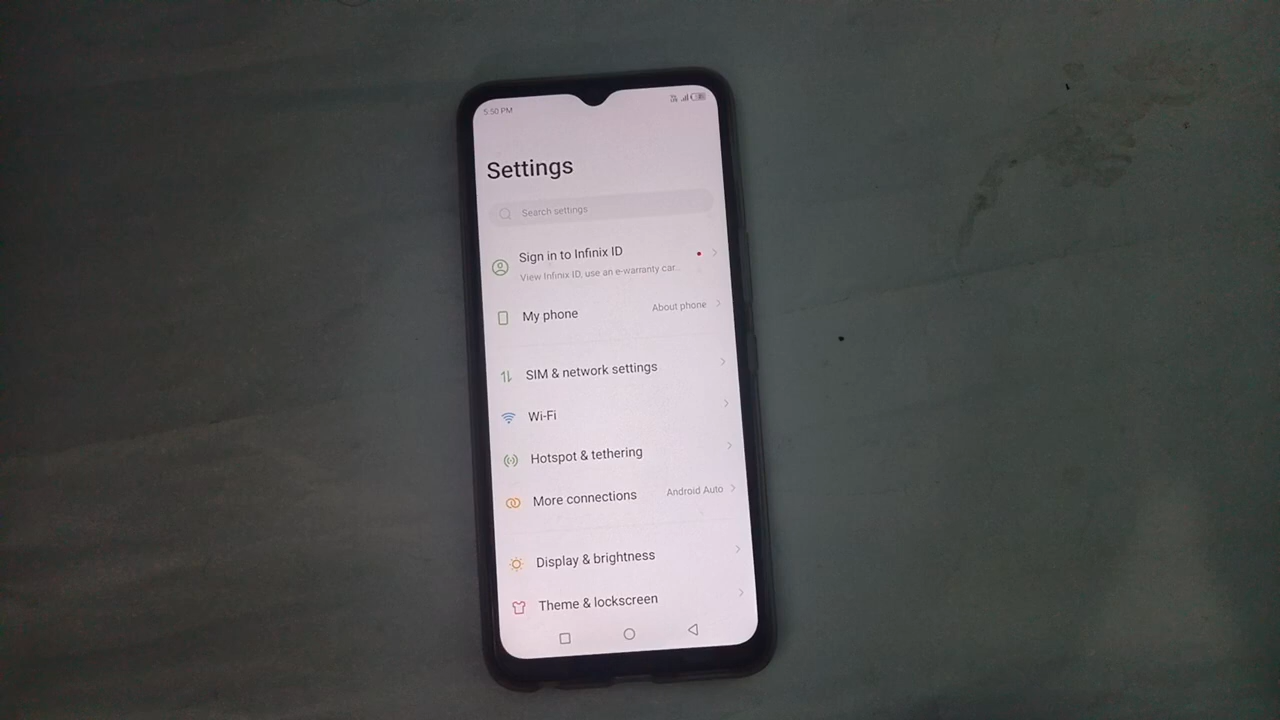 5:50 PM
Settings
Search settings
Sign in to Infinix ID
View Infinix ID, use an e-warranty car...
My phone
About phone
SIM & network settings
Wi-Fi
Hotspot & tethering
More connections
Android Auto
Display & brightness
Theme & lockscreen